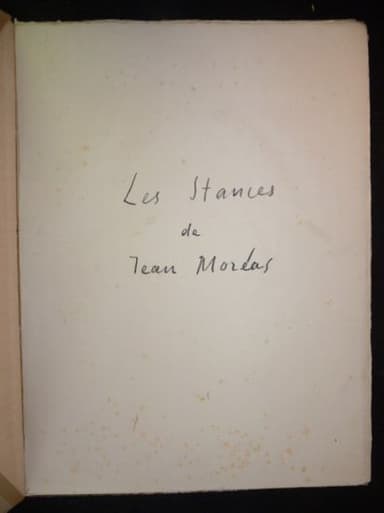 Les Stances
de
Jean Moréas